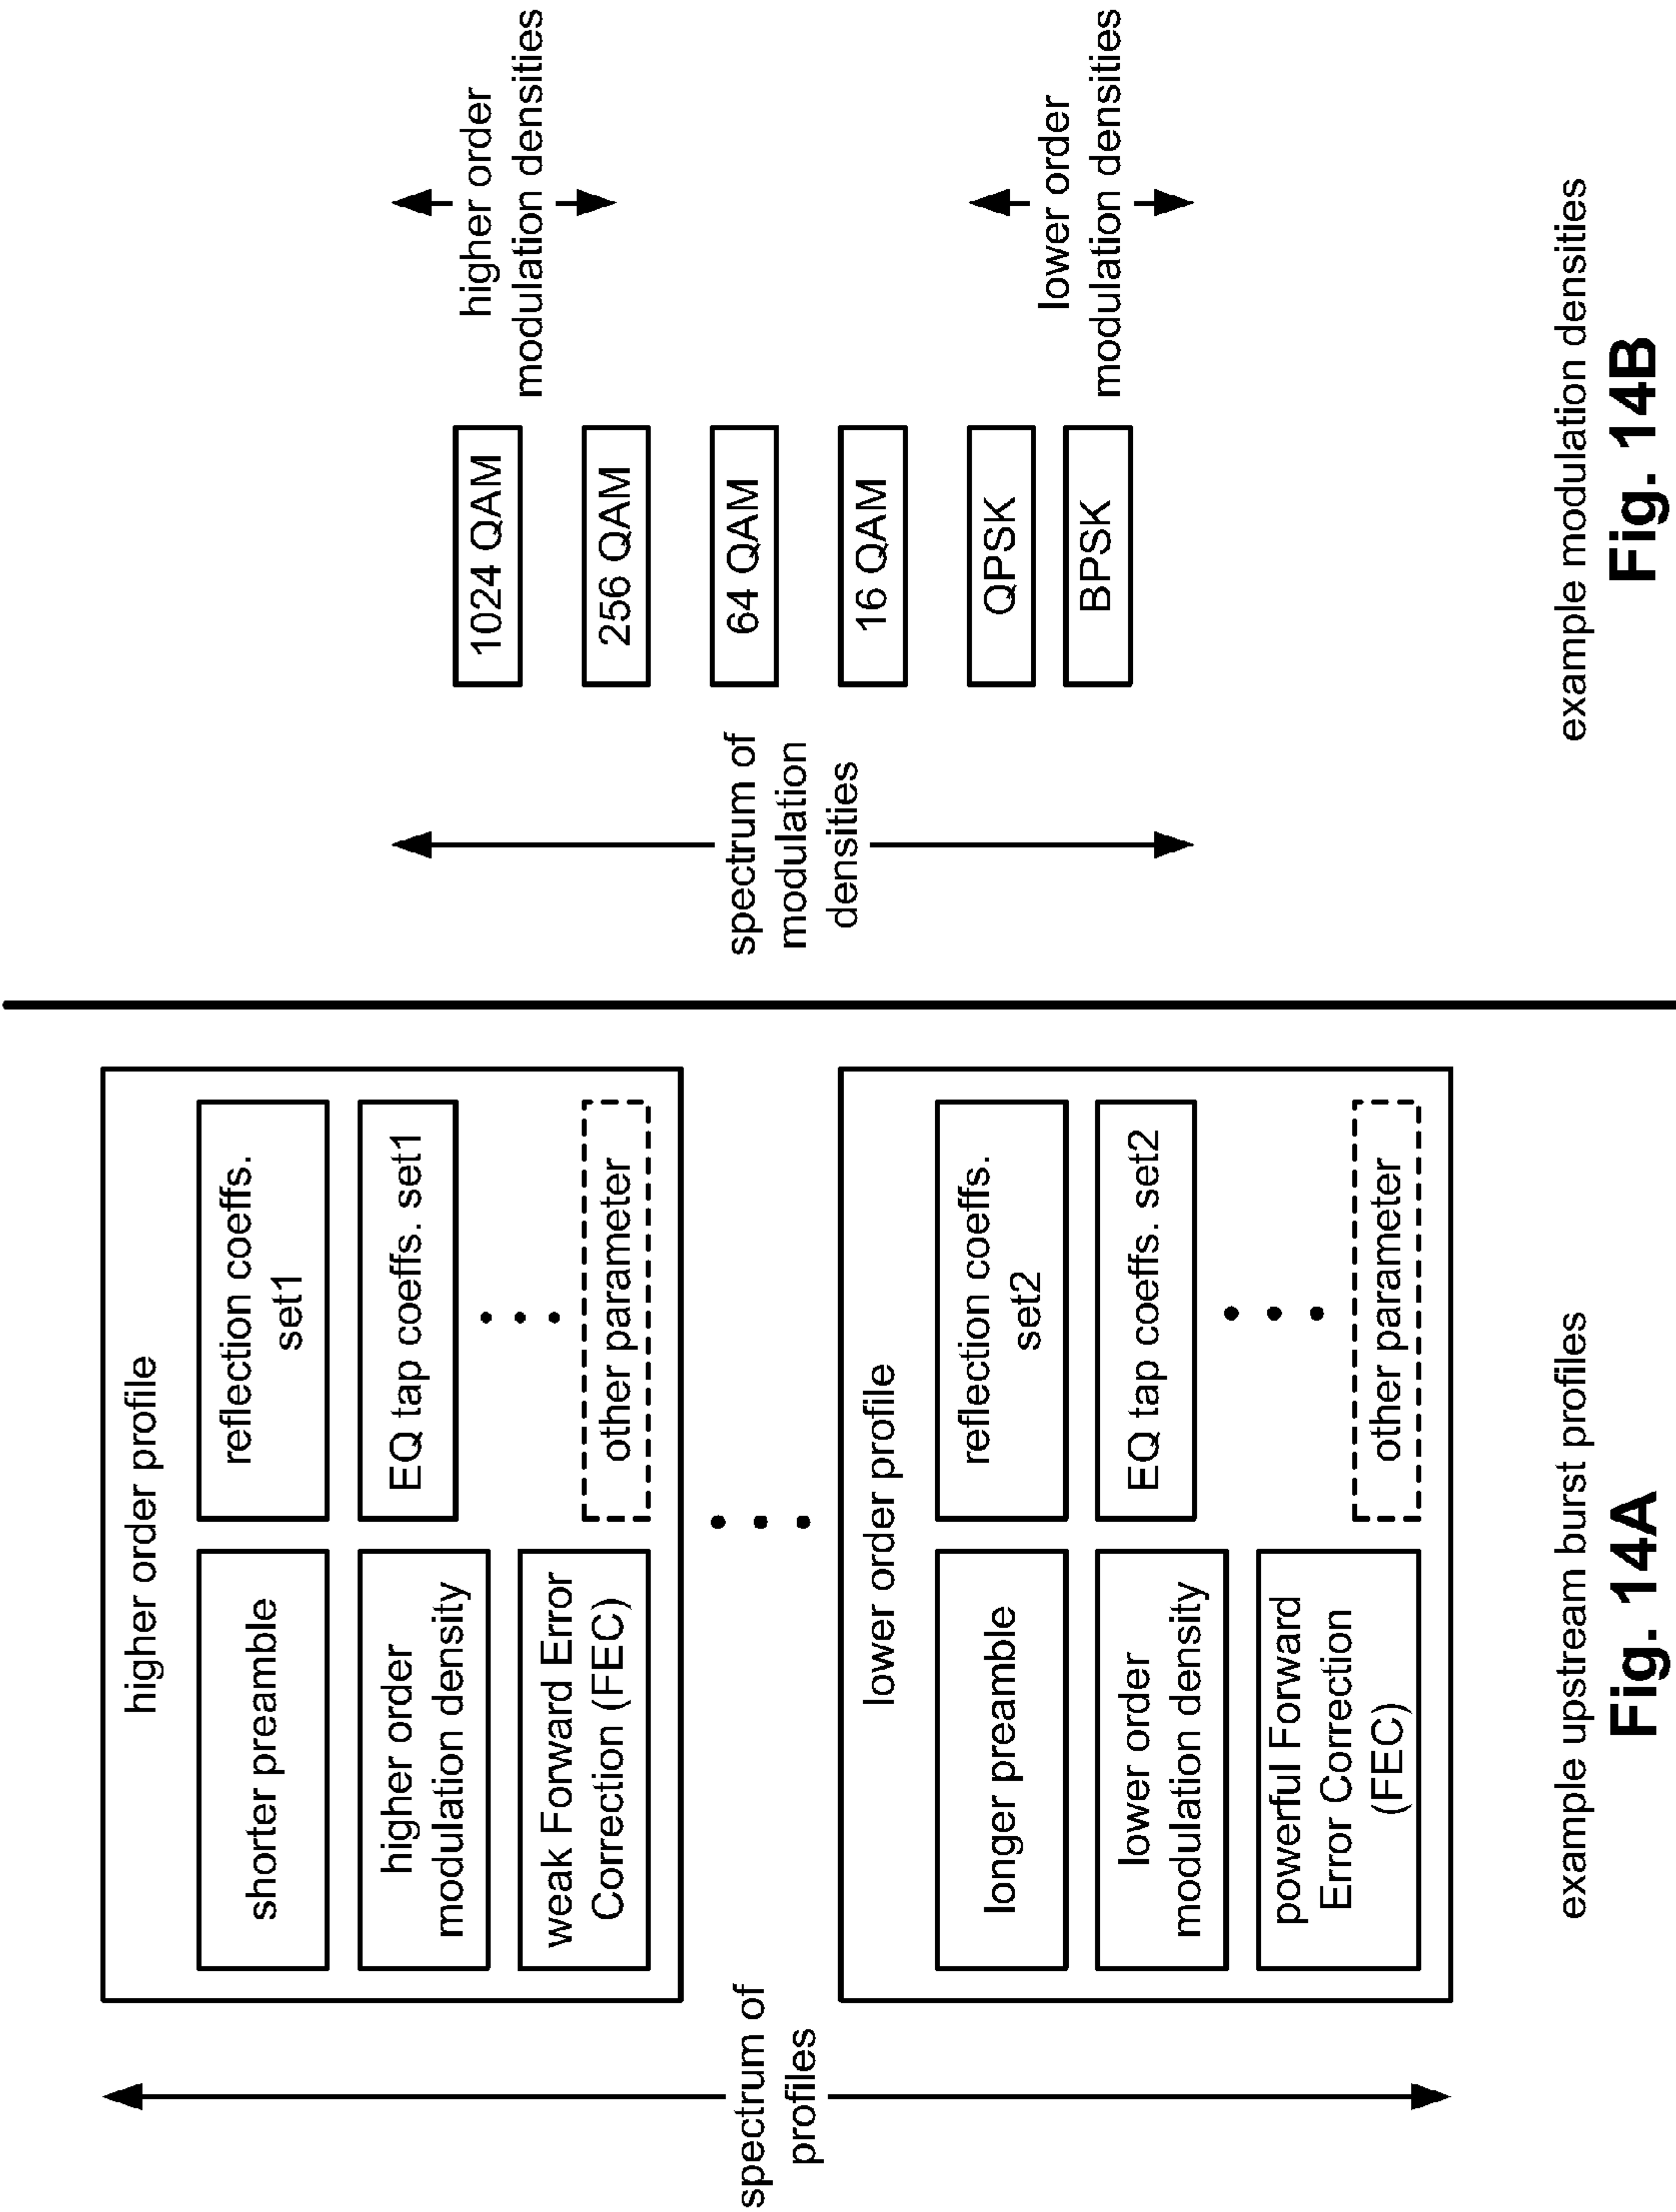 spectrum of
profiles
higher order profile
shorter preamble
higher order
modulation density
weak Forward Error
Correction (FEC)
reflection coeffs.
set1
EQ tap coeffs. set1
other parameter
lower order profile
longer preamble
lower order
modulation density
powerful Forward
Error Correction
(FEC)
reflection coeffs.
set2
EQ tap coeffs. set2
other parameter
example upstream burst profiles
Fig. 14A
spectrum of
modulation
densities
1024 QAM
256 QAM
64 QAM
16 QAM
QPSK
BPSK
higher order
modulation densities
lower order
modulation densities
example modulation densities
Fig. 14B